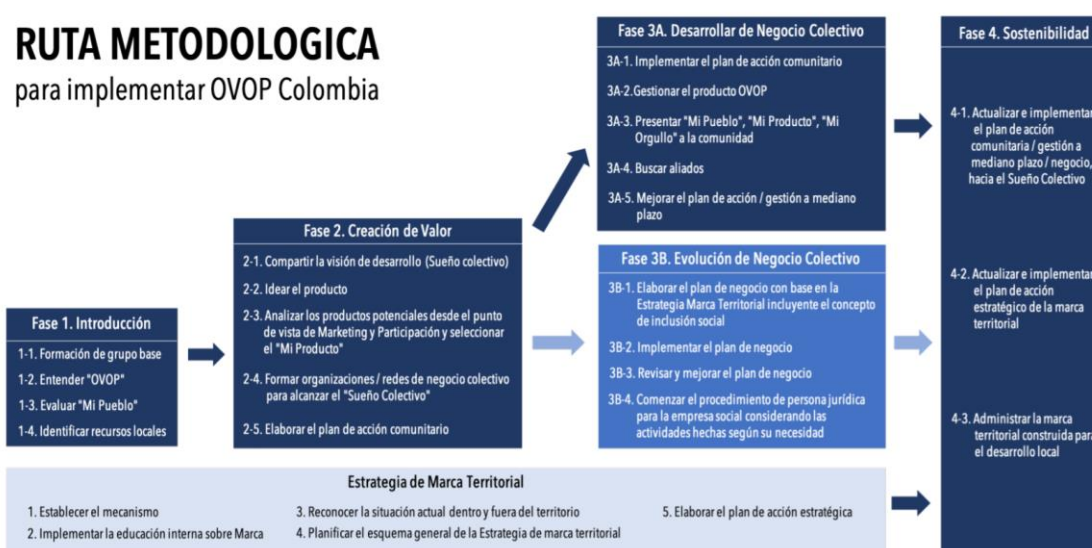 RUTA METODOLOGICA
para implementar OVOP Colombia
Fase 1. Introducción
1-1. Formación de grupo base
1-2. Entender "OVOP"
1-3. Evaluar "Mi Pueblo"
1-4. Identificar recursos locales
Fase 2. Creación de Valor
2-1. Compartir la visión de desarrollo (Sueño colectivo)
2-2. Idear el producto
2-3. Analizar los productos potenciales desde el punto
de vista de Marketing y Participación y seleccionar
el "Mi Producto"
2-4. Formar organizaciones / redes de negocio colectivo
para alcanzar el "Sueño Colectivo"
2-5. Elaborar el plan de acción comunitario
Fase 3A. Desarrollar de Negocio Colectivo
3A-1. Implementar el plan de acción comunitario
3A-2.Gestionar el producto OVOP
3A-3. Presentar "Mi Pueblo", "Mi Producto", "Mi
Orgullo" a la comunidad
3A-4. Buscar aliados
3A-5. Mejorar el plan de acción / gestión a mediano
plazo
Fase 3B. Evolución de Negocio Colectivo
3B-1. Elaborar el plan de negocio con base en la
Estrategia Marca Territorial incluyente el concepto
de inclusión social
3B-2. Implementar el plan de negocio
3B-3. Revisar y mejorar el plan de negocio
3B-4. Comenzar el procedimiento de persona jurídica
para la empresa social considerando las
actividades hechas según su necesidad
Fase 4. Sostenibilidad
4-1. Actualizar e implementar
el plan de acción
comunitaria / gestión a
mediano plazo / negocio,
hacia el Sueño Colectivo
4-2. Actualizar e implementar
el plan de acción
estratégico de la marca
territorial
4-3. Administrar la marca
territorial construida para
el desarrollo local
Estrategia de Marca Territorial
1. Establecer el mecanismo
2. Implementar la educación interna sobre Marca
3. Reconocer la situación actual dentro y fuera del territorio
4. Planificar el esquema general de la Estrategia de marca territorial
5. Elaborar el plan de acción estratégica